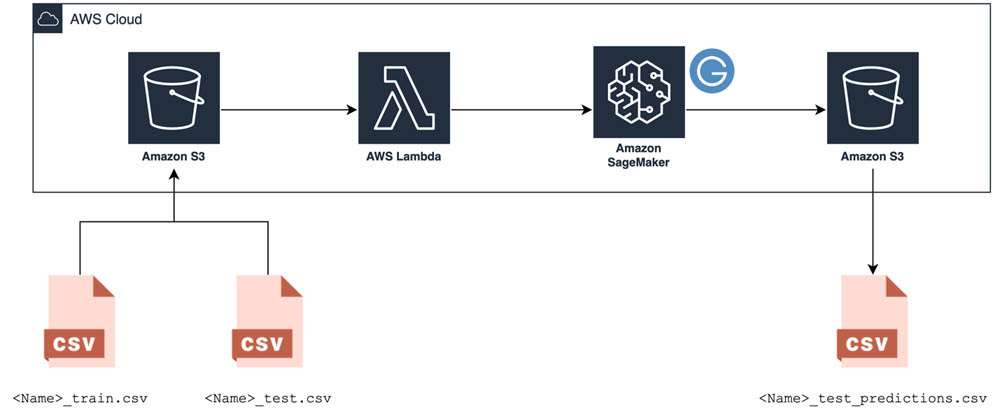 AWS Cloud
G
Amazon S3
AWS Lambda
Amazon
SageMaker
Amazon S3
CSV
CSV
CSV
<Name>_train.csv
<Name>_test.csv
<Name>_test_predictions.csv